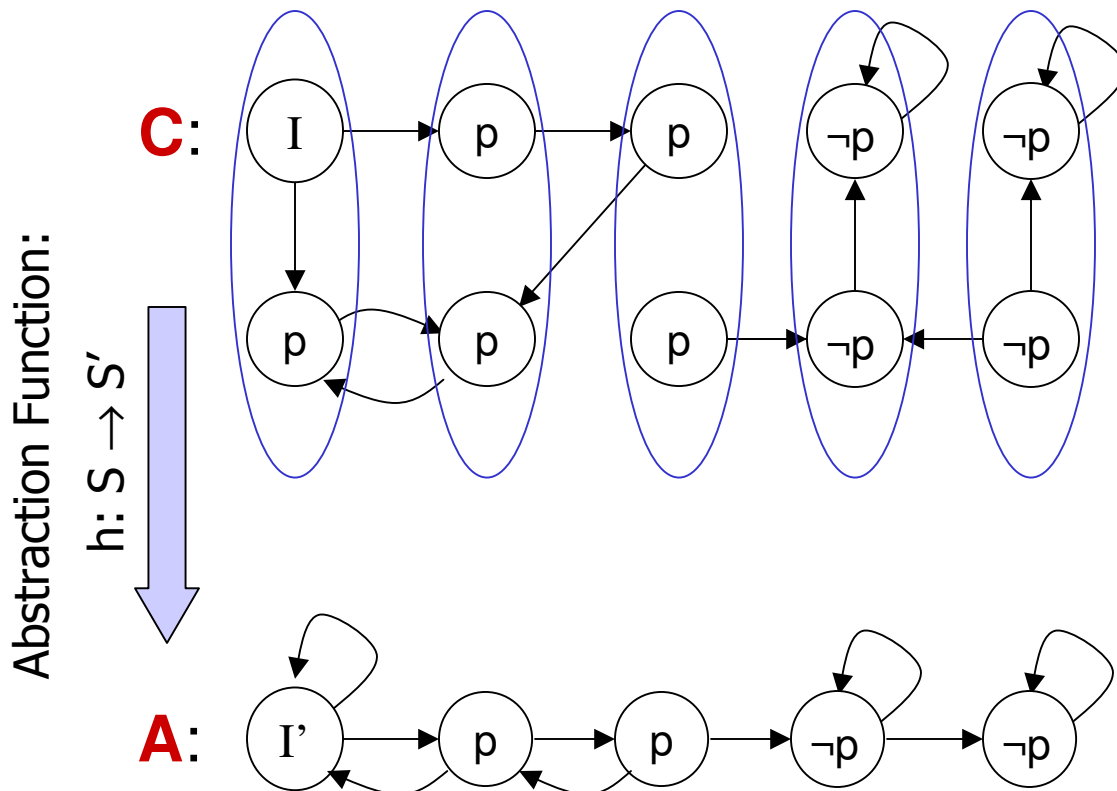 C: I p p ¬p ¬p
p p p ¬p ¬p
Abstraction Function:
h: S → S’
A: I’ p p ¬p ¬p